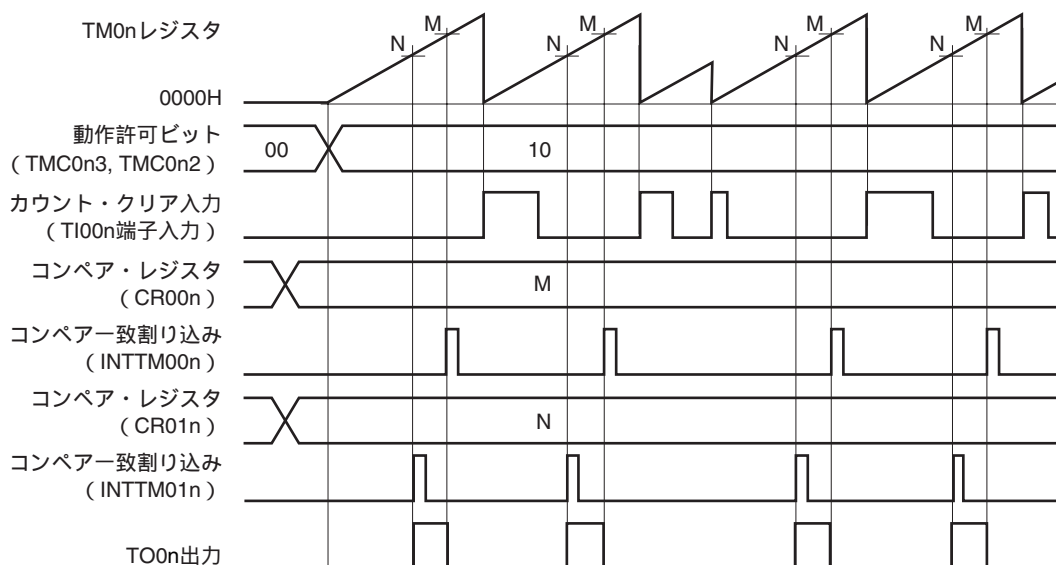 TM0nレジスタ
N
M
N
M
N
M
N
M
0000H
動作許可ビット
(TMC0n3, TMC0n2)
00
10
カウント・クリア入力
(TI00n端子入力)
コンペア・レジスタ
(CR00n)
M
コンペア一致割り込み
(INTTM00n)
コンペア・レジスタ
(CR01n)
N
コンペア一致割り込み
(INTTM01n)
TO0n出力